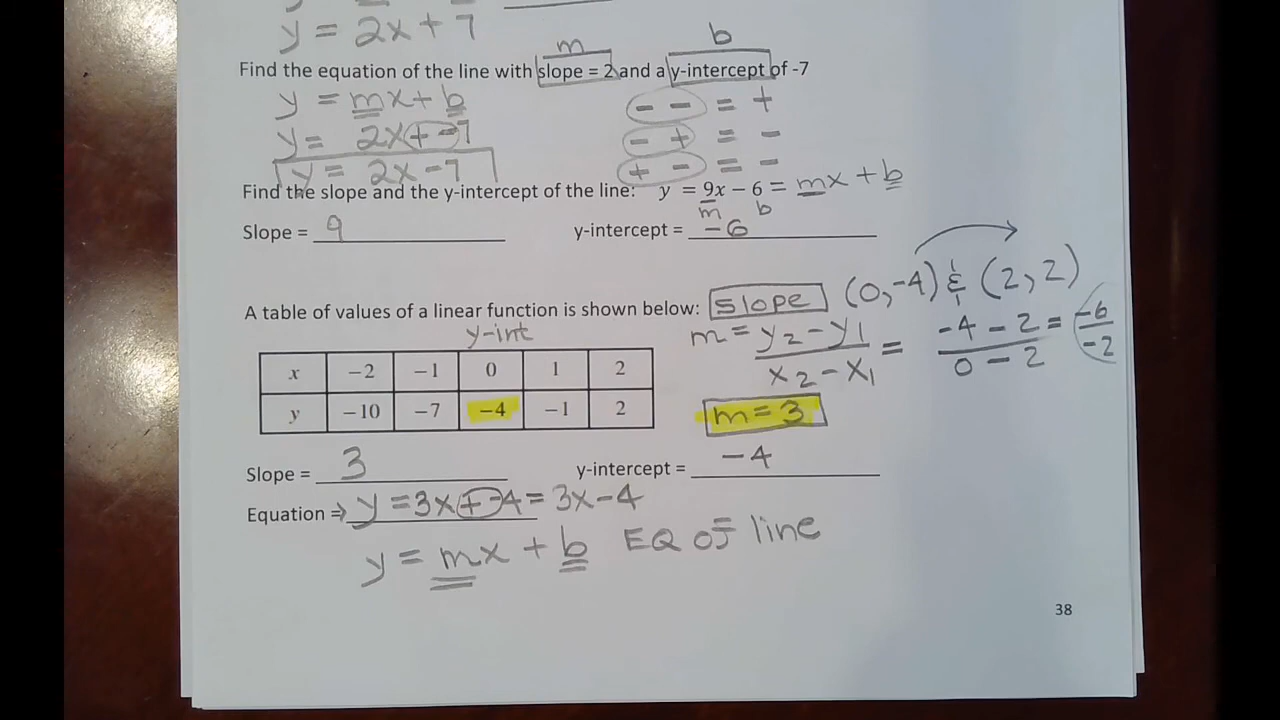 y = 2x + 7
m b
Find the equation of the line with slope = 2 and a y-intercept of -7
y = mx + b
- - = +
y = 2x + -7
- + = -
y = 2x - 7
+ - = -
Find the slope and the y-intercept of the line: y = 9x − 6 = mx + b
m b
Slope = 9 y-intercept = -6
A table of values of a linear function is shown below: slope (0,-4) & (2,2)
y-int
m = y2 - y1 / x2 - x1 = -4 - 2 / 0 - 2 = -6 / -2
x −2 −1 0 1 2
y −10 −7 −4 −1 2
m = 3
Slope = 3 y-intercept = -4
Equation ⇒ y = 3x + -4 = 3x - 4
y = mx + b EQ of line
38